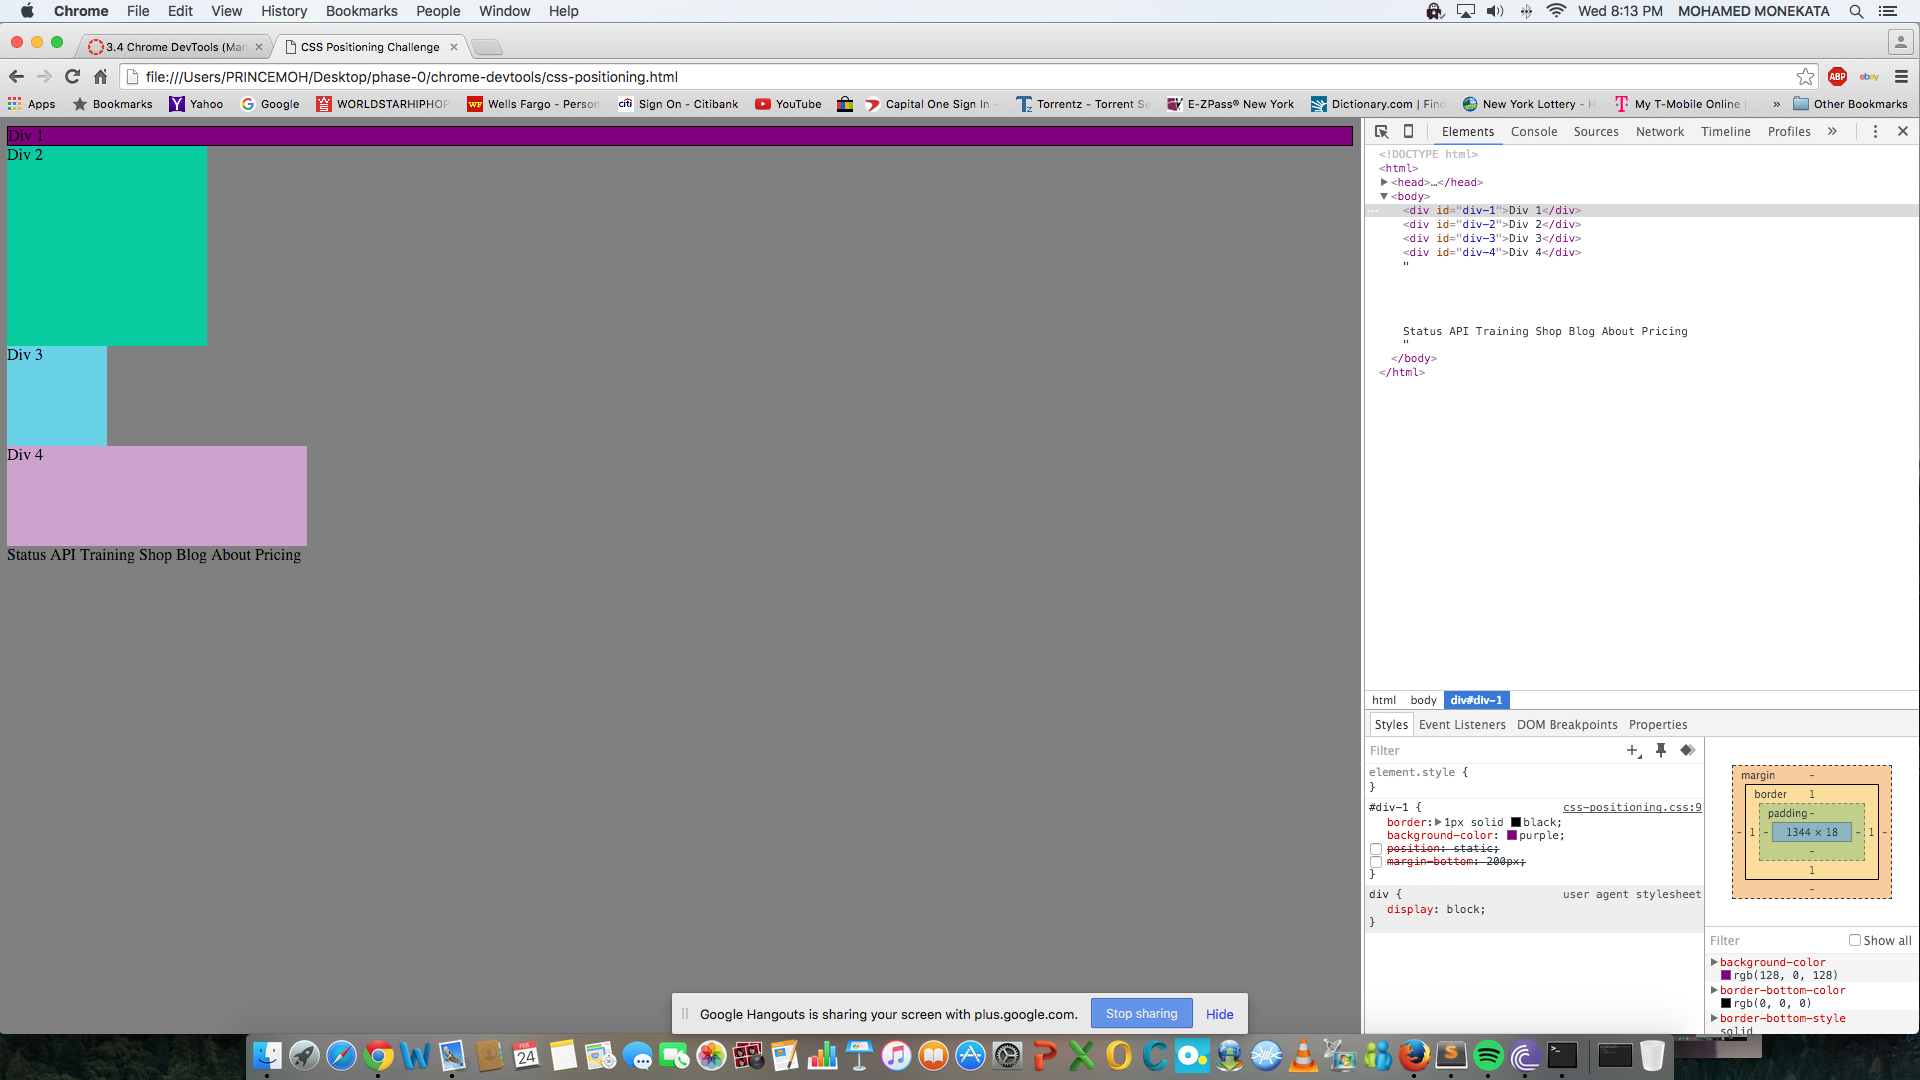 Chrome File Edit View History Bookmarks People Window Help Wed 8:13 PM MOHAMED MONEKATA
3.4 Chrome DevTools (Man × CSS Positioning Challenge ×
file:///Users/PRINCEMOH/Desktop/phase-0/chrome-devtools/css-positioning.html ABP ebay
Apps Bookmarks Yahoo Google WORLDSTARHIPHOP Wells Fargo - Person Sign On - Citibank YouTube Capital One Sign In - Torrentz - Torrent Se E-ZPass® New York Dictionary.com | Find New York Lottery - H My T-Mobile Online | » Other Bookmarks
Div 1
Div 2
Div 3
Div 4
Status API Training Shop Blog About Pricing
Elements Console Sources Network Timeline Profiles »
<!DOCTYPE html>
<html>
<head>…</head>
<body>
<div id="div-1">Div 1</div>
<div id="div-2">Div 2</div>
<div id="div-3">Div 3</div>
<div id="div-4">Div 4</div>
"
Status API Training Shop Blog About Pricing
"
</body>
</html>
html body div#div-1
Styles Event Listeners DOM Breakpoints Properties
Filter
element.style {
}
#div-1 { css-positioning.css:9
border: 1px solid black;
background-color: purple;
position: static;
margin-bottom: 200px;
}
div { user agent stylesheet
display: block;
}
margin -
border 1
padding -
- 1 - 1344 × 18 - 1 -
-
1
-
Filter Show all
background-color
rgb(128, 0, 128)
border-bottom-color
rgb(0, 0, 0)
border-bottom-style
solid
Google Hangouts is sharing your screen with plus.google.com. Stop sharing Hide
FEB
24